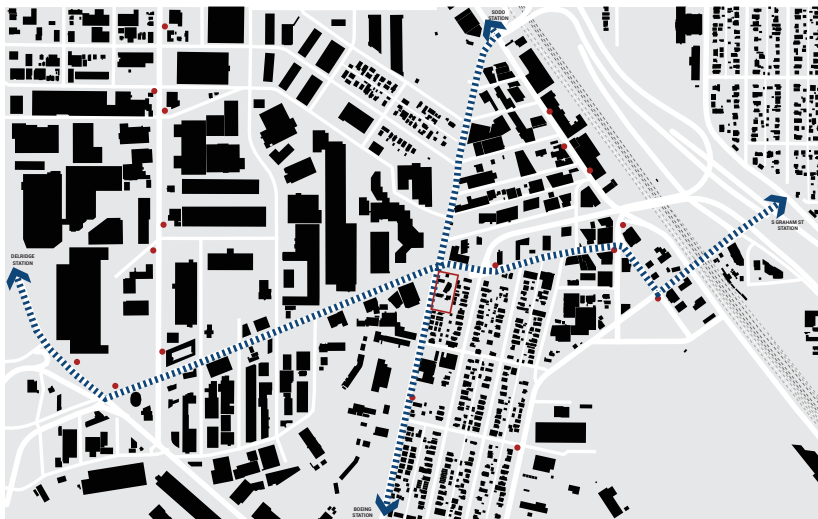 SODO
STATION
S GRAHAM ST
STATION
DELRIDGE
STATION
BOEING
STATION